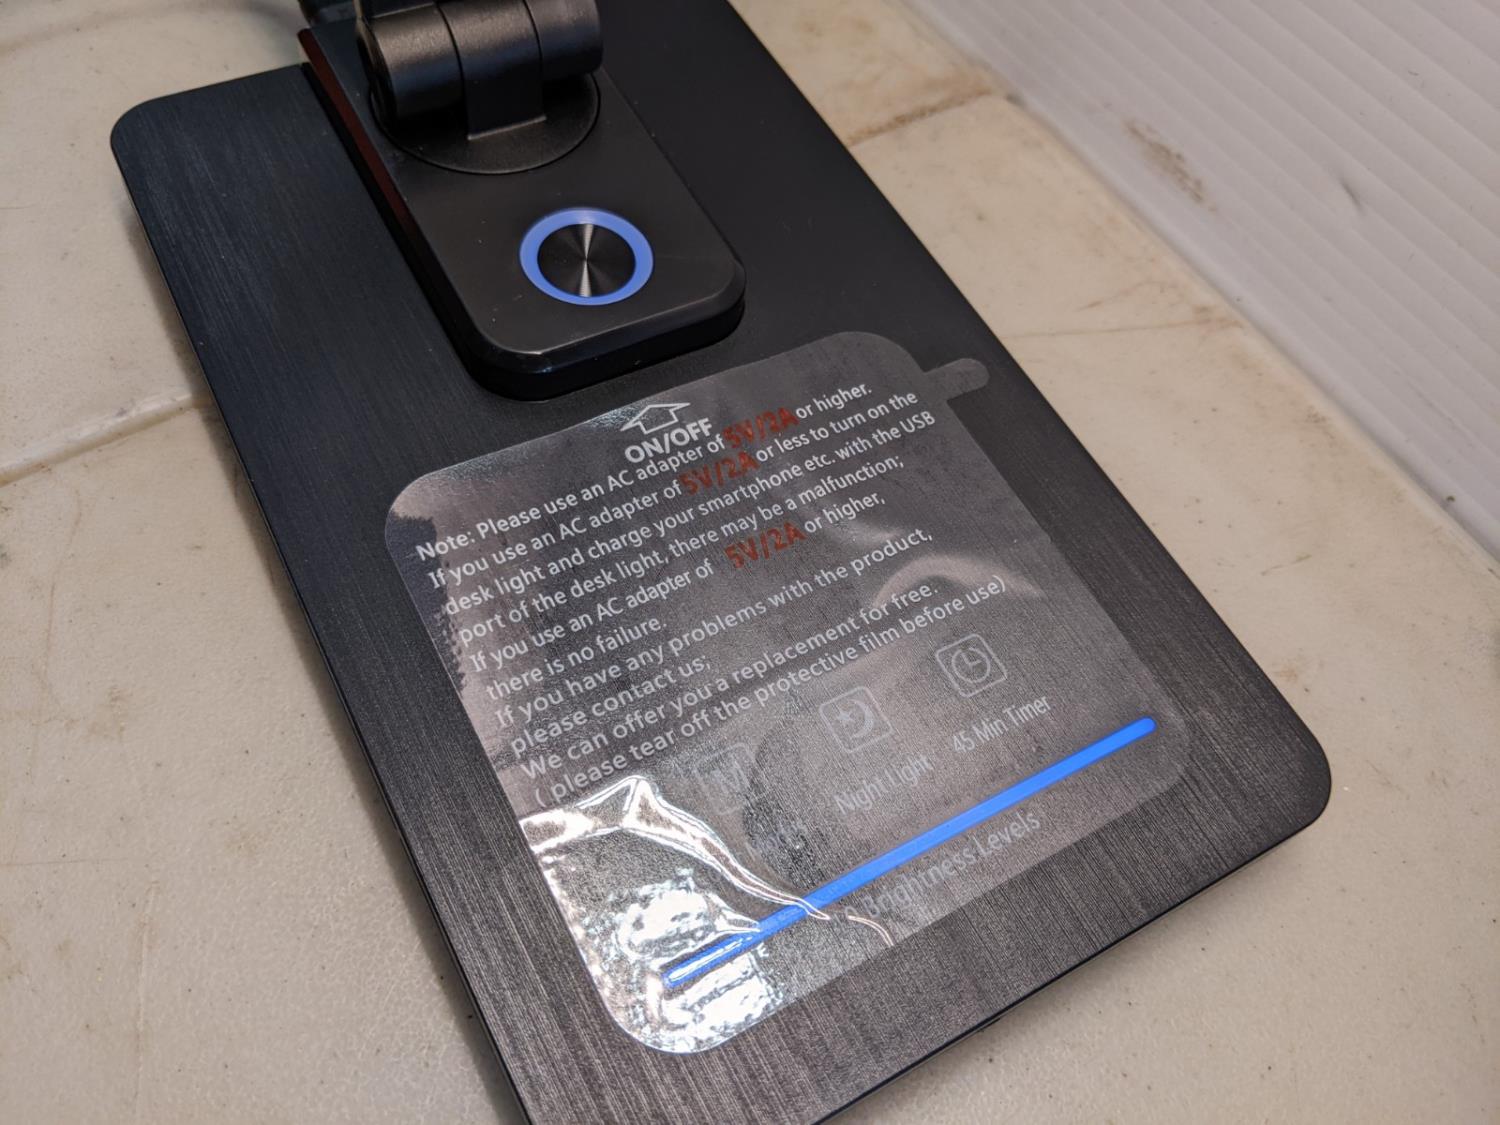 ON/OFF
Note: Please use an AC adapter of 5V/2A or higher.
If you use an AC adapter of 5V/2A or less to turn on the
desk light and charge your smartphone etc. with the USB
port of the desk light, there may be a malfunction;
If you use an AC adapter of 5V/2A or higher,
there is no failure.
If you have any problems with the product,
please contact us,
We can offer you a replacement for free.
( please tear off the protective film before use)
M
Night Light
45 Min Timer
Brightness Levels